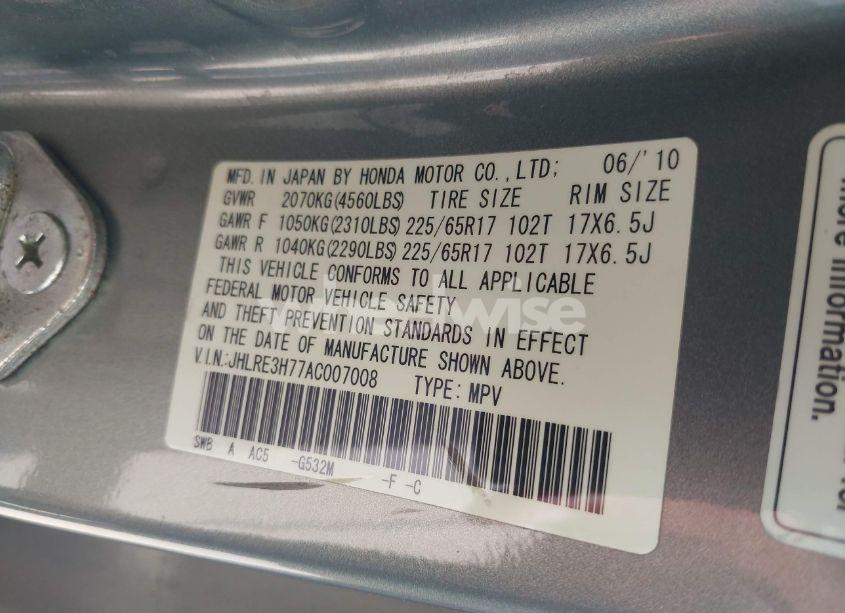 MFD. IN JAPAN BY HONDA MOTOR CO.,LTD; 06/'10
GVWR 2070KG(4560LBS) TIRE SIZE RIM SIZE
GAWR F 1050KG(2310LBS) 225/65R17 102T 17X6.5J
GAWR R 1040KG(2290LBS) 225/65R17 102T 17X6.5J
THIS VEHICLE CONFORMS TO ALL APPLICABLE
FEDERAL MOTOR VEHICLE SAFETY
AND THEFT PREVENTION STANDARDS IN EFFECT
ON THE DATE OF MANUFACTURE SHOWN ABOVE.
V.I.N.:JHLRE3H77AC007008 TYPE: MPV
SWB A AC5 -G532M -F -C
wheelwise
more information.